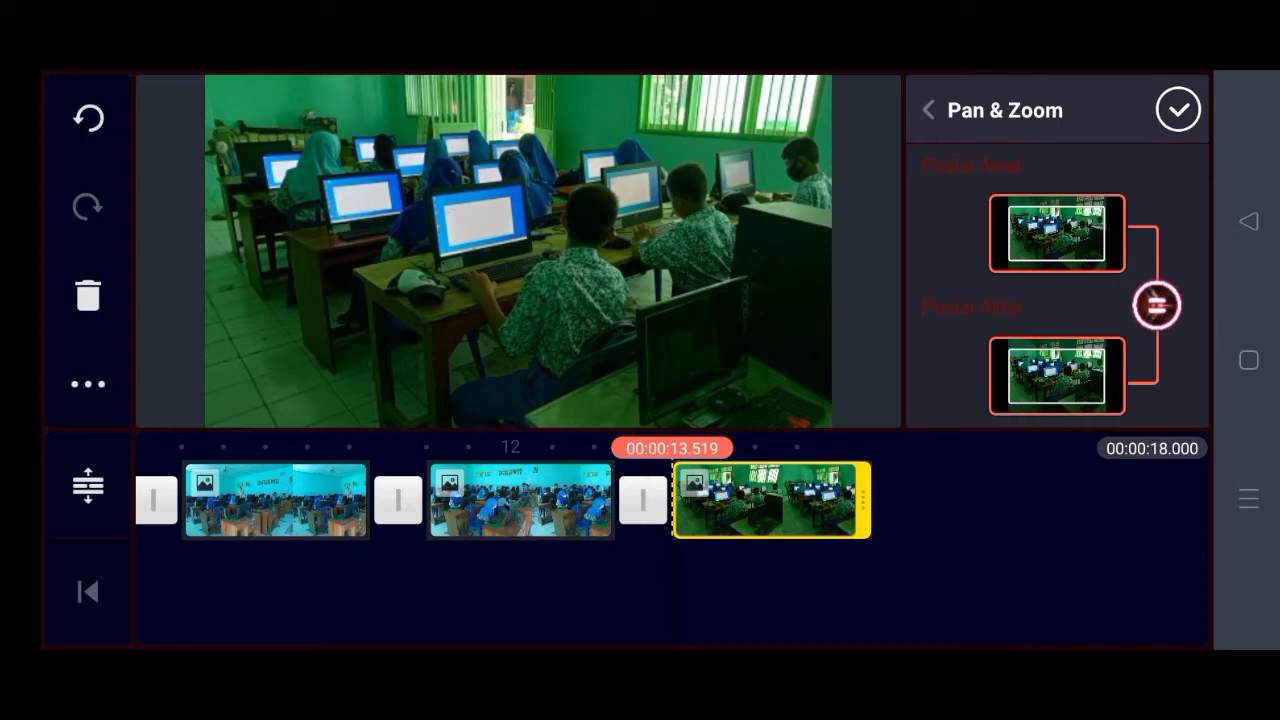 Pan & Zoom
Posisi Awal
Posisi Akhir
12
00:00:13.519
00:00:18.000